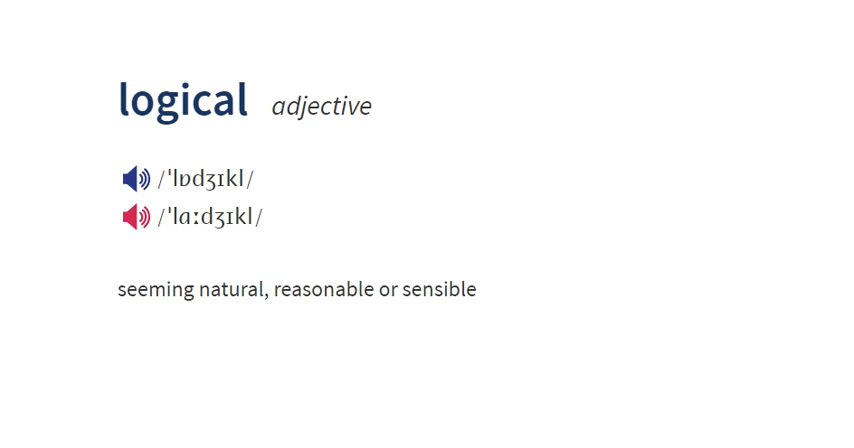 logical adjective
/ˈlɒdʒɪkl/
/ˈlɑːdʒɪkl/
seeming natural, reasonable or sensible